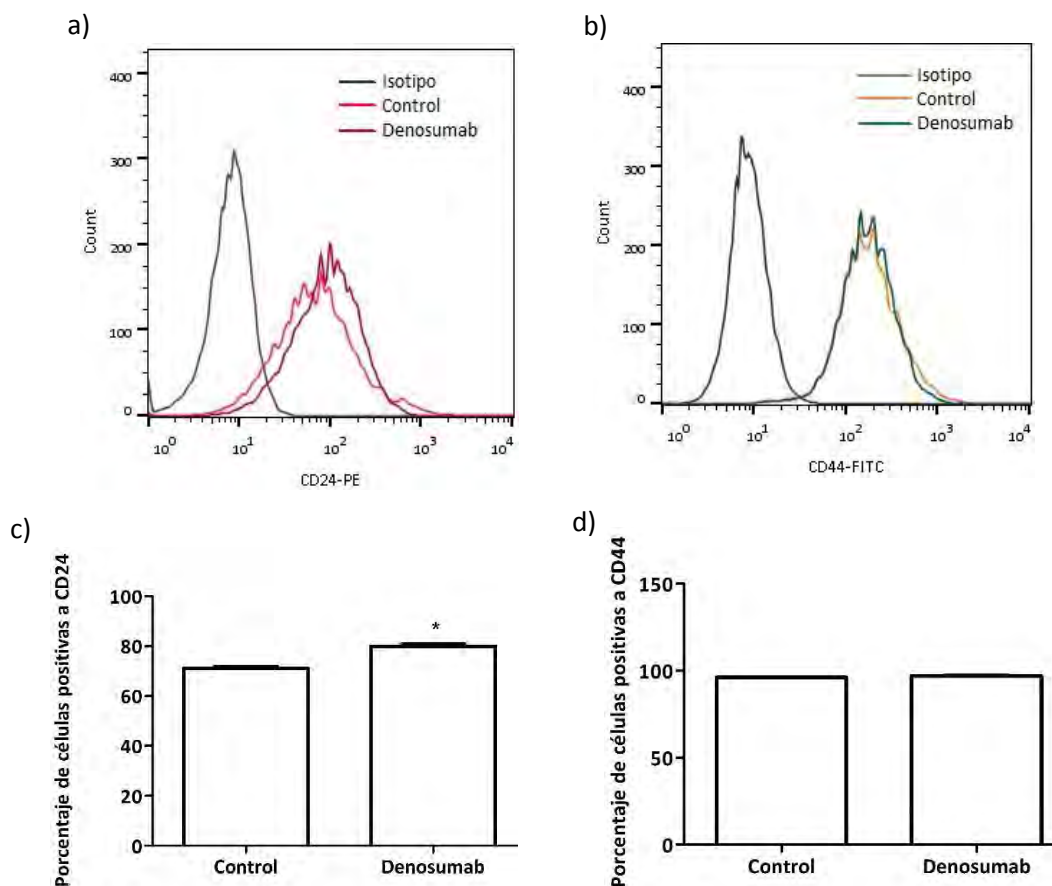 a)
Isotipo
Control
Denosumab
400
300
200
100
0
Count
10^0
10^1
10^2
10^3
10^4
CD24-PE
b)
Isotipo
Control
Denosumab
400
300
200
100
0
Count
10^0
10^1
10^2
10^3
10^4
CD44-FITC
c)
Porcentaje de células positivas a CD24
100
80
60
40
20
0
*
Control
Denosumab
d)
Porcentaje de células positivas a CD44
150
100
50
0
Control
Denosumab